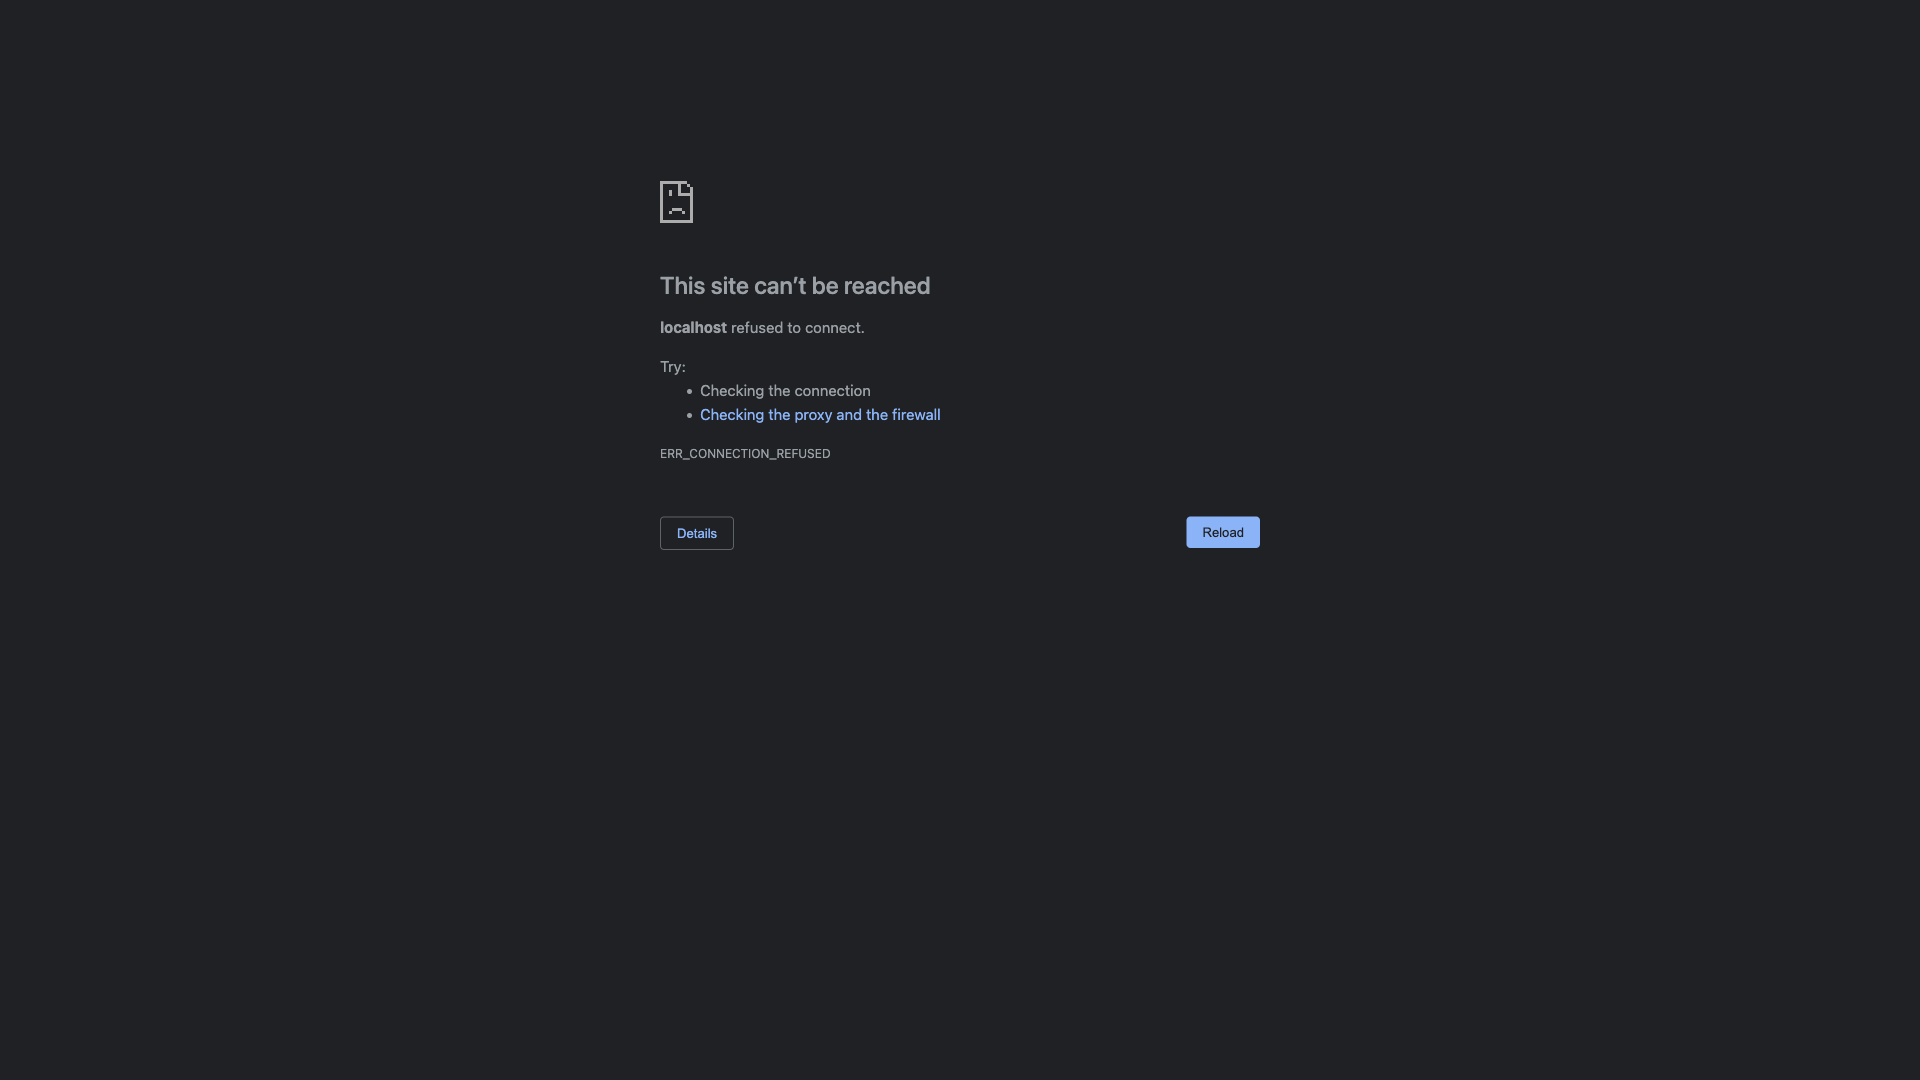 This site can’t be reached
localhost refused to connect.
Try:
Checking the connection
Checking the proxy and the firewall
ERR_CONNECTION_REFUSED
Details
Reload